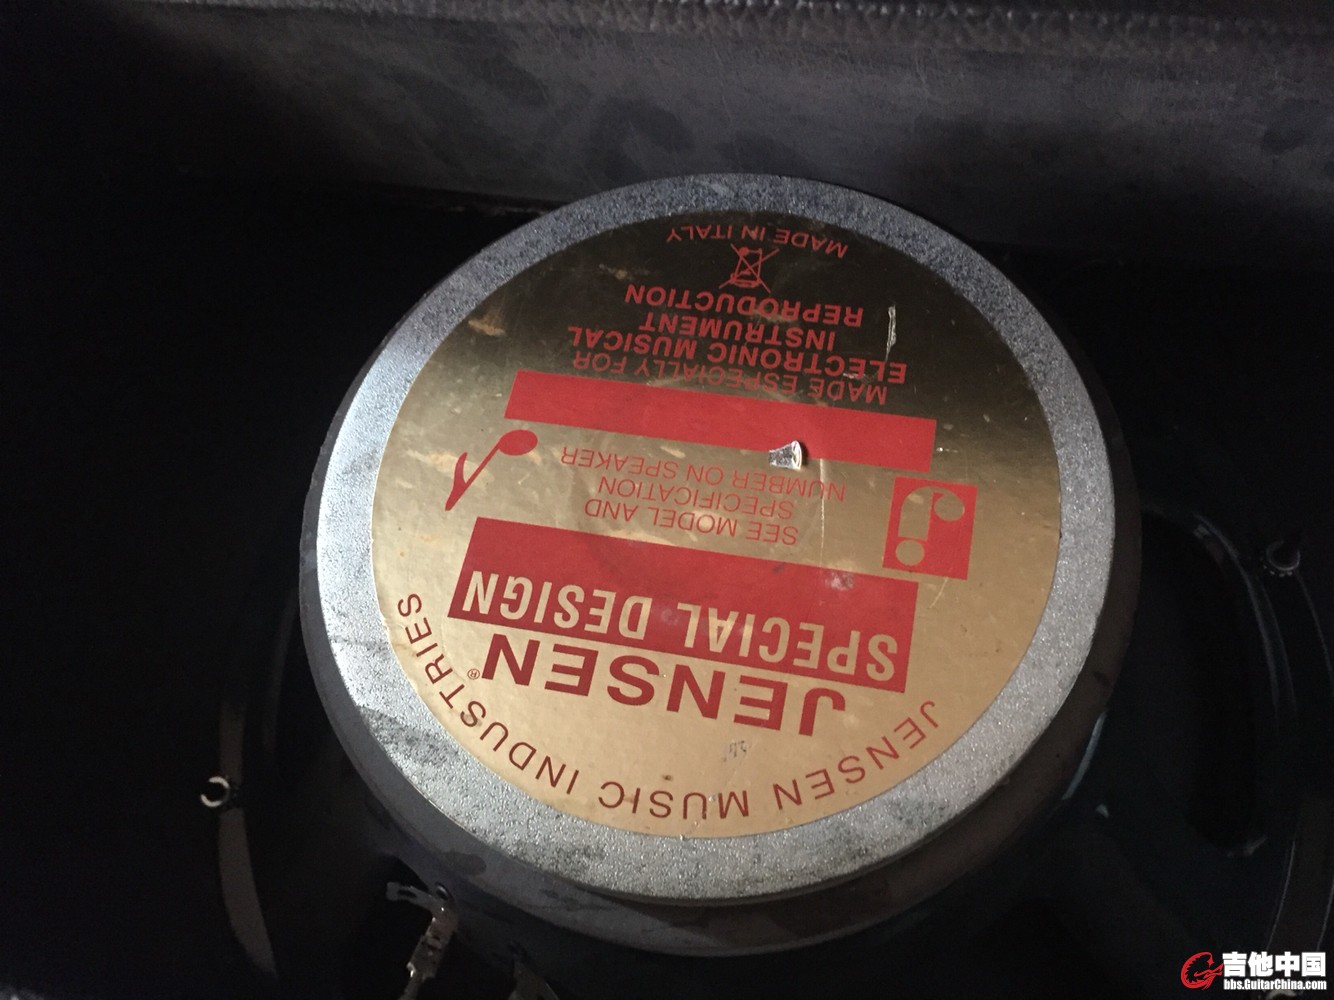 JENSEN MUSIC INDUSTRIES
JENSEN®
SPECIAL DESIGN
SEE MODEL AND
SPECIFICATION
NUMBER ON SPEAKER
MADE ESPECIALLY FOR
ELECTRONIC MUSICAL
INSTRUMENT
REPRODUCTION
MADE IN ITALY
吉他中国
bbs.GuitarChina.com